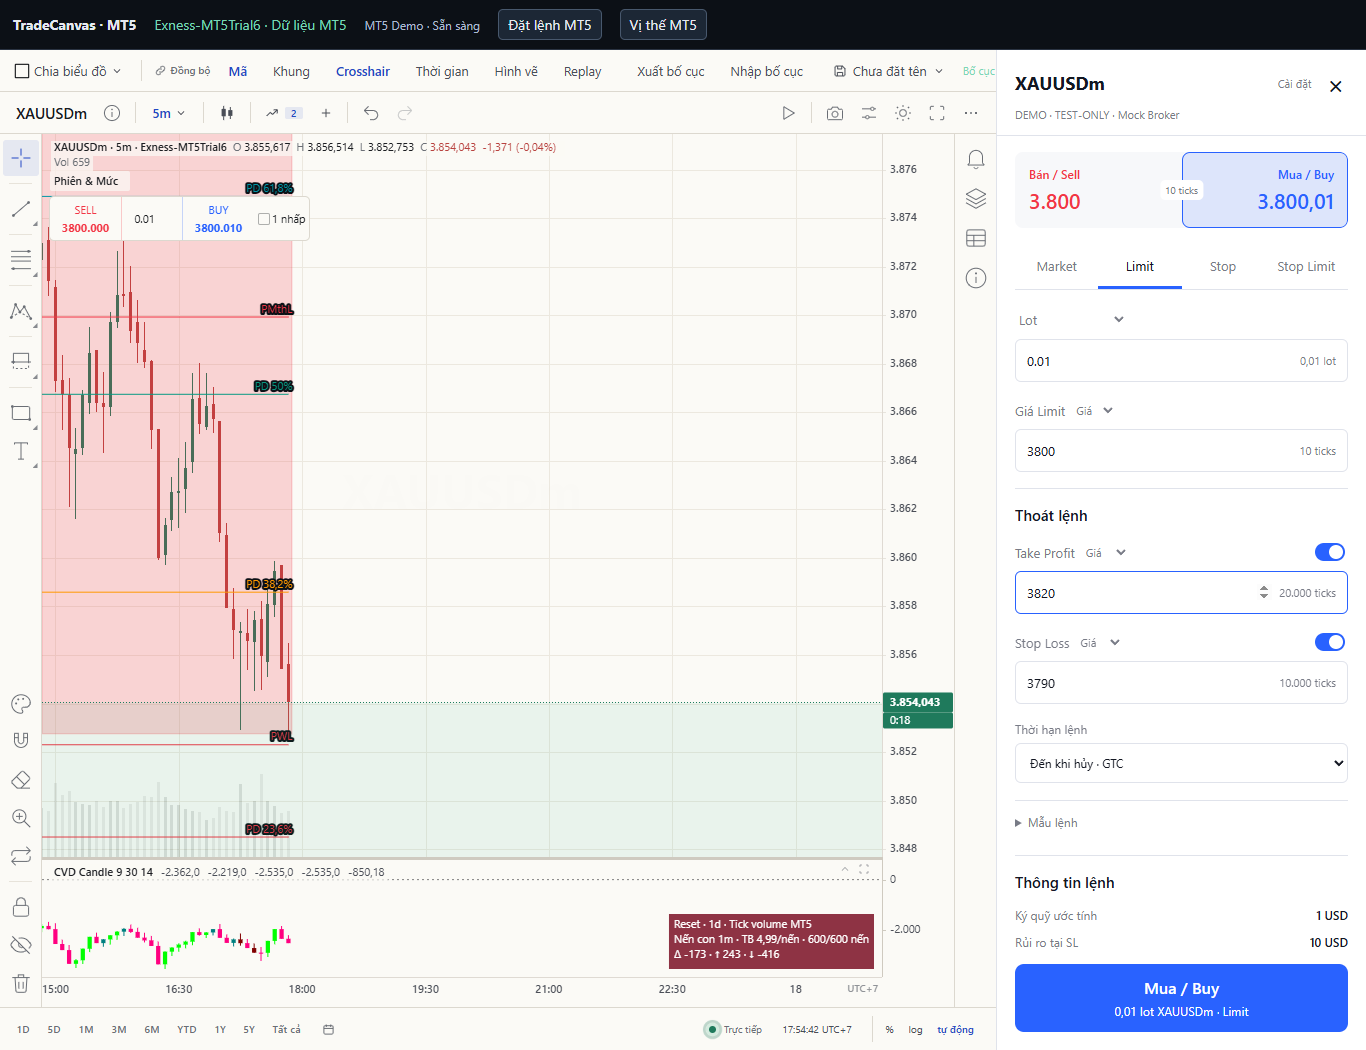 TradeCanvas · MT5
Exness-MT5Trial6 · Dữ liệu MT5
MT5 Demo · Sẵn sàng
Đặt lệnh MT5
Vị thế MT5
Chia biểu đồ
Đồng bộ
Mã
Khung
Crosshair
Thời gian
Hình vẽ
Replay
Xuất bố cục
Nhập bố cục
Chưa đặt tên
Bố cục
XAUUSDm
5m
2
XAUUSDm · 5m · Exness-MT5Trial6 O 3.855,617 H 3.856,514 L 3.852,753 C 3.854,043 -1,371 (-0,04%)
Vol 659
Phiên & Mức
SELL
3800.000
0.01
BUY
3800.010
1 nhấp
PD 61,8%
PMthL
PD 50%
PD 38,2%
PWL
PD 23,6%
3.876
3.874
3.872
3.870
3.868
3.866
3.864
3.862
3.860
3.858
3.856
3.854,043
0:18
3.852
3.850
3.848
CVD Candle 9 30 14 -2.362,0 -2.219,0 -2.535,0 -2.535,0 -850,18
0
-2.000
Reset · 1d · Tick volume MT5
Nến con 1m · TB 4,99/nến · 600/600 nến
Δ -173 · ↑ 243 · ↓ -416
15:00
16:30
18:00
19:30
21:00
22:30
18
UTC+7
1D
5D
1M
3M
6M
YTD
1Y
5Y
Tất cả
Trực tiếp
17:54:42 UTC+7
%
log
tự động
XAUUSDm
Cài đặt
DEMO · TEST-ONLY · Mock Broker
Bán / Sell
3.800
10 ticks
Mua / Buy
3.800,01
Market
Limit
Stop
Stop Limit
Lot
0.01
0,01 lot
Giá Limit
Giá
3800
10 ticks
Thoát lệnh
Take Profit
Giá
3820
20.000 ticks
Stop Loss
Giá
3790
10.000 ticks
Thời hạn lệnh
Đến khi hủy · GTC
Mẫu lệnh
Thông tin lệnh
Ký quỹ ước tính
1 USD
Rủi ro tại SL
10 USD
Mua / Buy
0,01 lot XAUUSDm · Limit